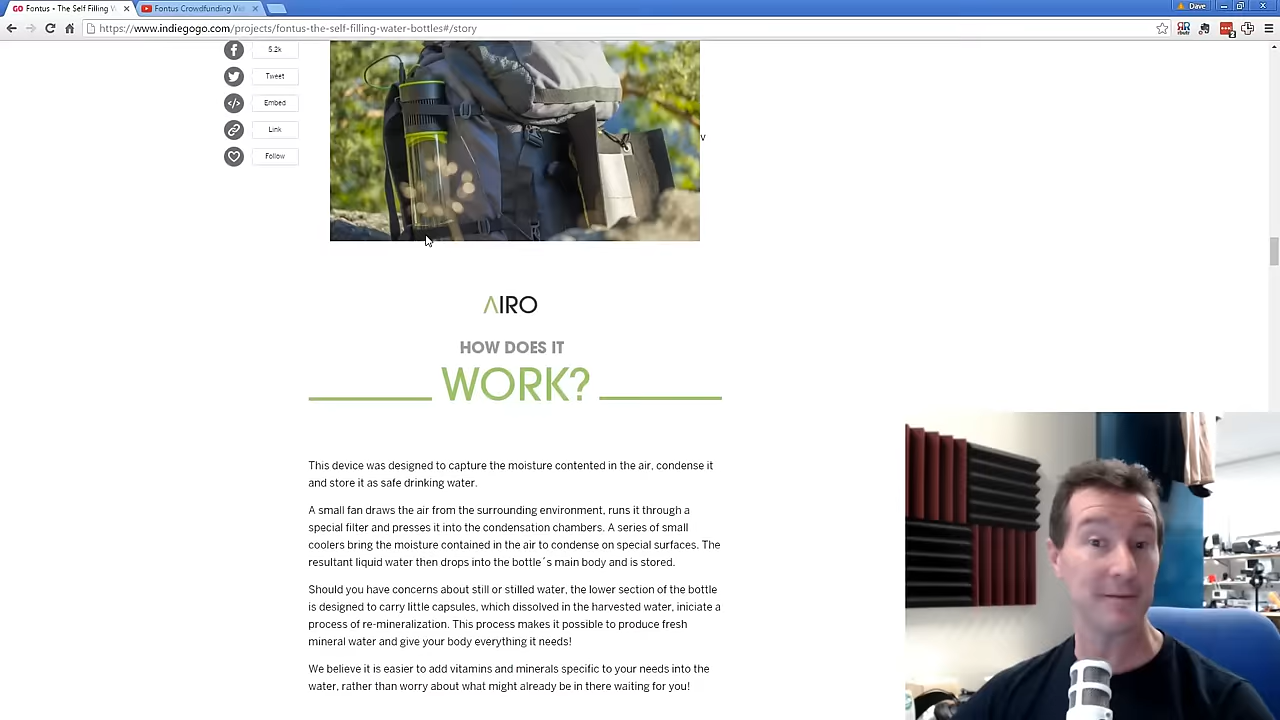 GO Fontus - The Self Filling W
Fontus Crowdfunding Vi
Dave
https://www.indiegogo.com/projects/fontus-the-self-filling-water-bottles#/story
5.2k
Tweet
Embed
Link
Follow
v
AIRO
HOW DOES IT
WORK?
This device was designed to capture the moisture contented in the air, condense it
and store it as safe drinking water.
A small fan draws the air from the surrounding environment, runs it through a
special filter and presses it into the condensation chambers. A series of small
coolers bring the moisture contained in the air to condense on special surfaces. The
resultant liquid water then drops into the bottle´s main body and is stored.
Should you have concerns about still or stilled water, the lower section of the bottle
is designed to carry little capsules, which dissolved in the harvested water, iniciate a
process of re-mineralization. This process makes it possible to produce fresh
mineral water and give your body everything it needs!
We believe it is easier to add vitamins and minerals specific to your needs into the
water, rather than worry about what might already be in there waiting for you!